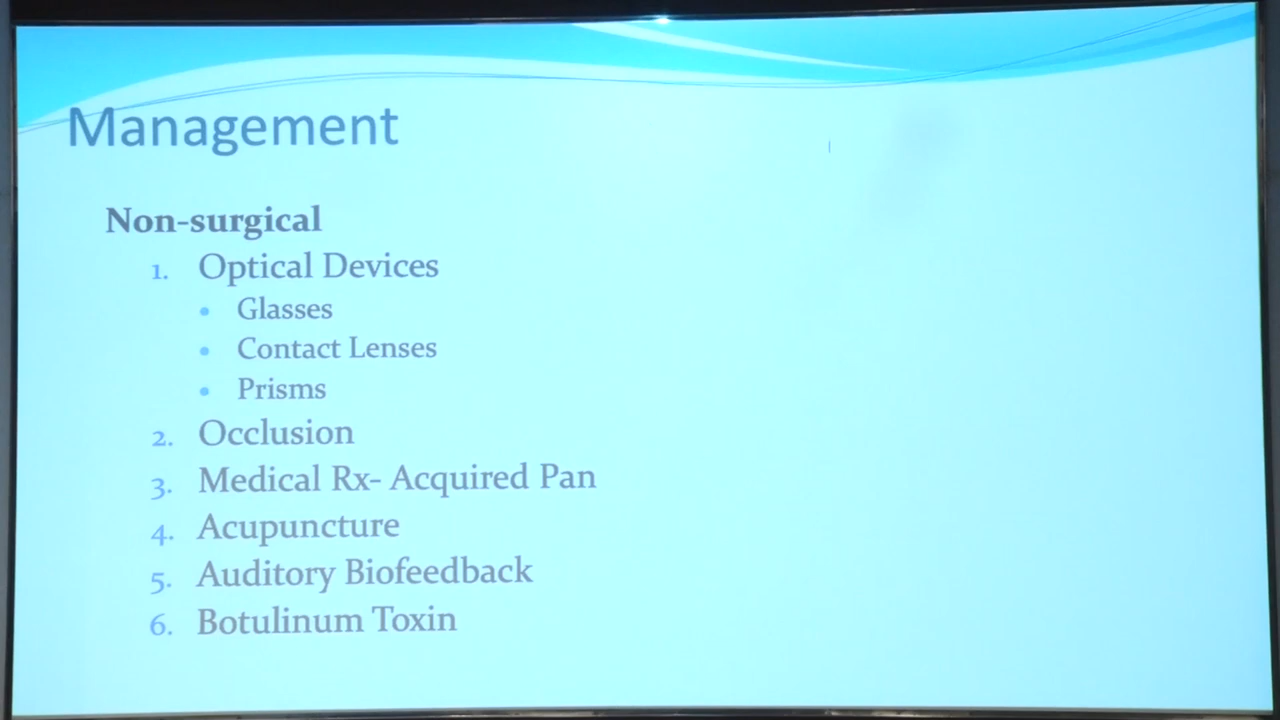 Management
Non-surgical
1. Optical Devices
• Glasses
• Contact Lenses
• Prisms
2. Occlusion
3. Medical Rx- Acquired Pan
4. Acupuncture
5. Auditory Biofeedback
6. Botulinum Toxin